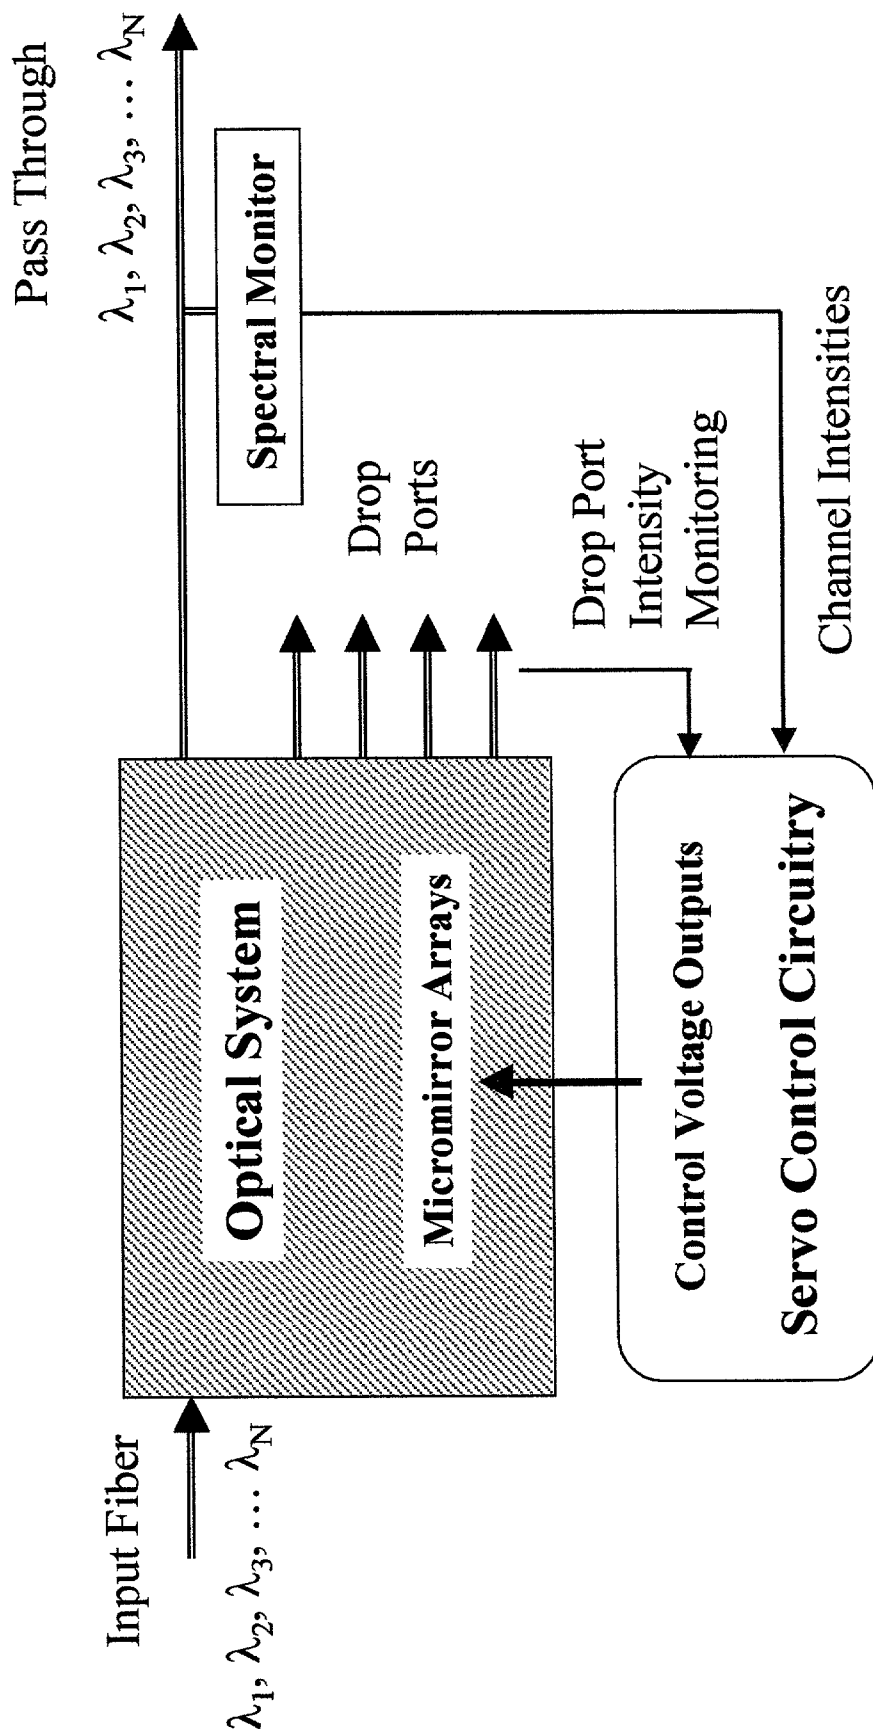 Pass Through
λ1, λ2, λ3, … λN
Input Fiber
λ1, λ2, λ3, … λN
Optical System
Micromirror Arrays
Spectral Monitor
Drop
Ports
Drop Port
Intensity
Monitoring
Channel Intensities
Control Voltage Outputs
Servo Control Circuitry